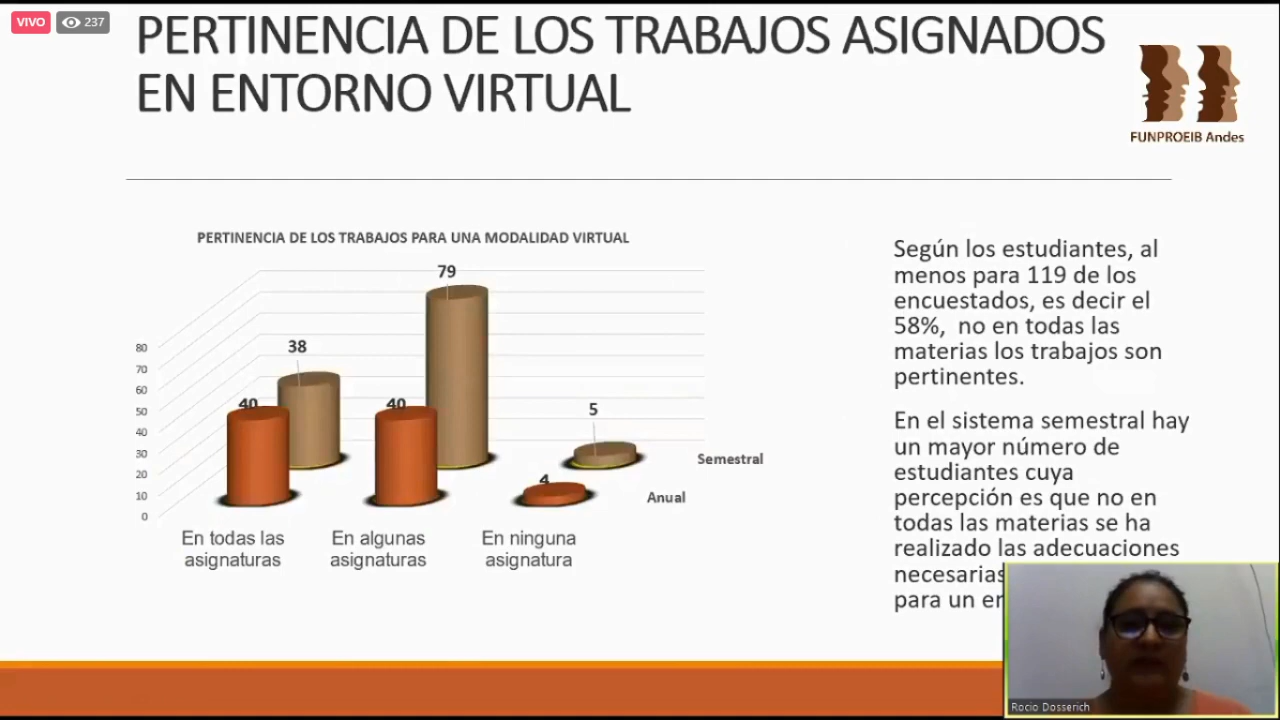 VIVO
237
PERTINENCIA DE LOS TRABAJOS ASIGNADOS
EN ENTORNO VIRTUAL
FUNPROEIB Andes
PERTINENCIA DE LOS TRABAJOS PARA UNA MODALIDAD VIRTUAL
79
38
40
40
5
4
80
70
60
50
40
30
20
10
0
Semestral
Anual
En todas las
asignaturas
En algunas
asignaturas
En ninguna
asignatura
Según los estudiantes, al
menos para 119 de los
encuestados, es decir el
58%, no en todas las
materias los trabajos son
pertinentes.
En el sistema semestral hay
un mayor número de
estudiantes cuya
percepción es que no en
todas las materias se ha
realizado las adecuaciones
necesarias
para un
Rocio Dosserich